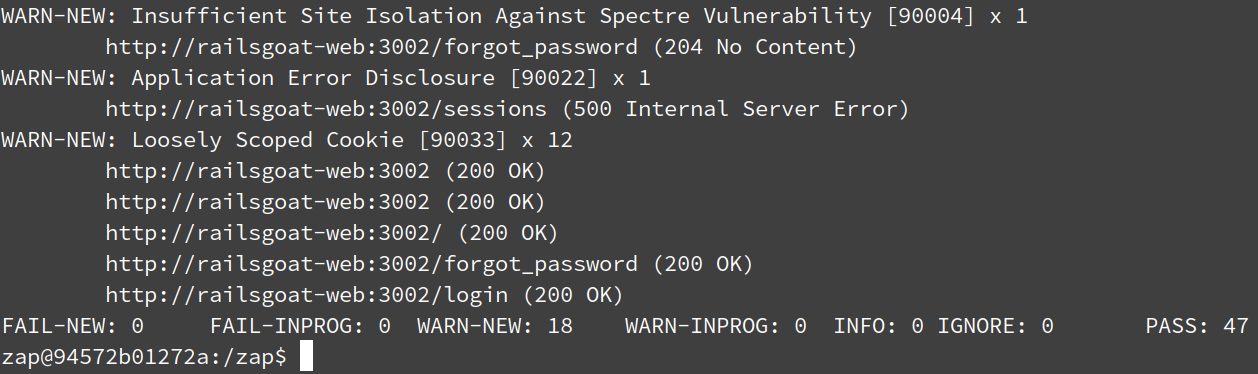 WARN-NEW: Insufficient Site Isolation Against Spectre Vulnerability [90004] x 1
http://railsgoat-web:3002/forgot_password (204 No Content)
WARN-NEW: Application Error Disclosure [90022] x 1
http://railsgoat-web:3002/sessions (500 Internal Server Error)
WARN-NEW: Loosely Scoped Cookie [90033] x 12
http://railsgoat-web:3002 (200 OK)
http://railsgoat-web:3002 (200 OK)
http://railsgoat-web:3002/ (200 OK)
http://railsgoat-web:3002/forgot_password (200 OK)
http://railsgoat-web:3002/login (200 OK)
FAIL-NEW: 0 FAIL-INPROG: 0 WARN-NEW: 18 WARN-INPROG: 0 INFO: 0 IGNORE: 0 PASS: 47
zap@94572b01272a:/zap$